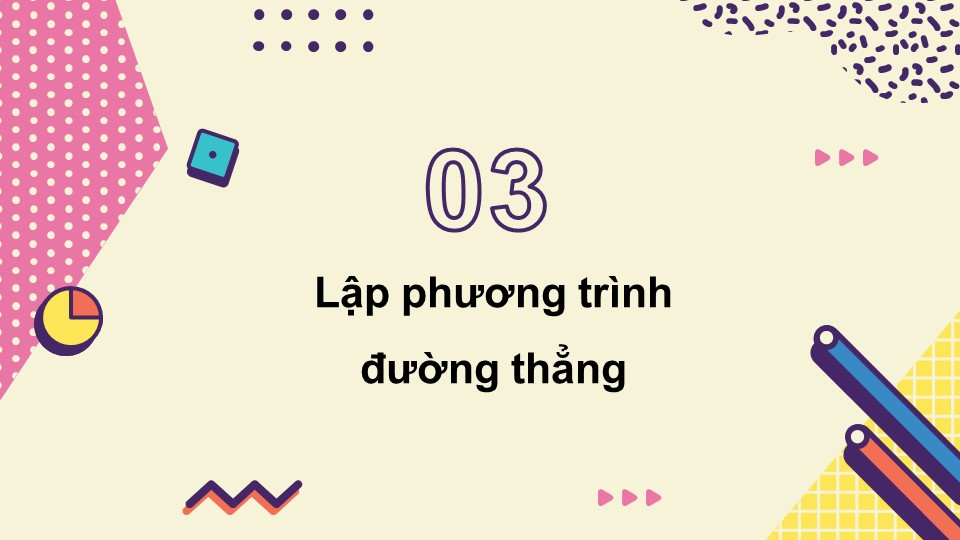 03
Lập phương trình
đường thẳng